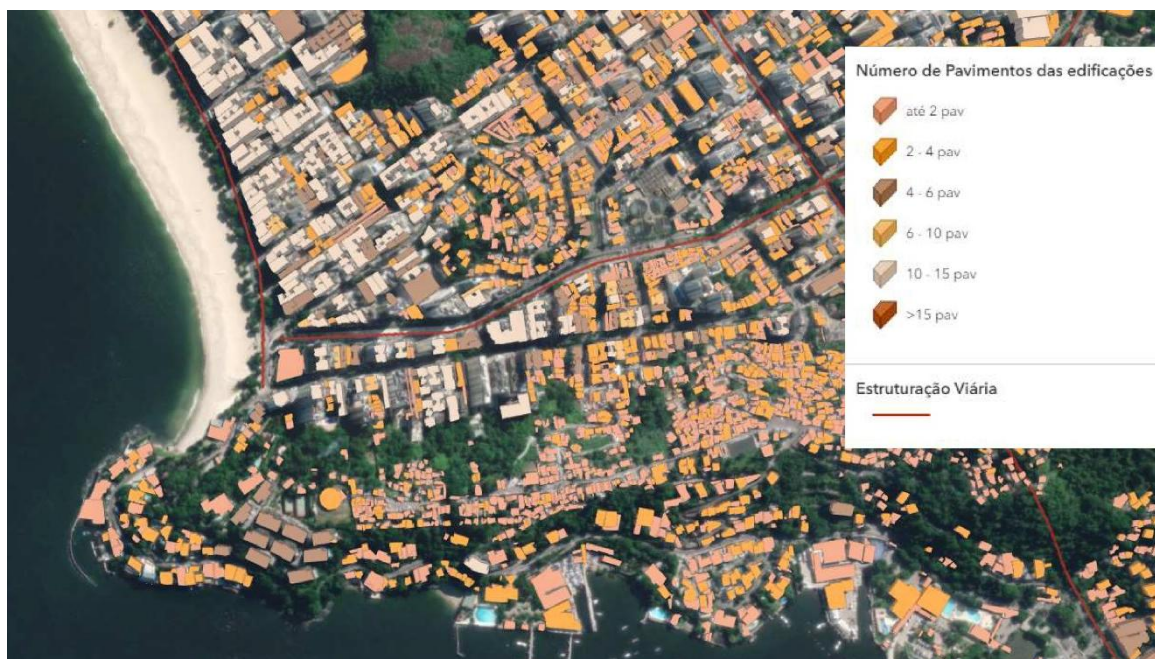 Número de Pavimentos das edificações
até 2 pav
2 - 4 pav
4 - 6 pav
6 - 10 pav
10 - 15 pav
>15 pav
Estruturação Viária